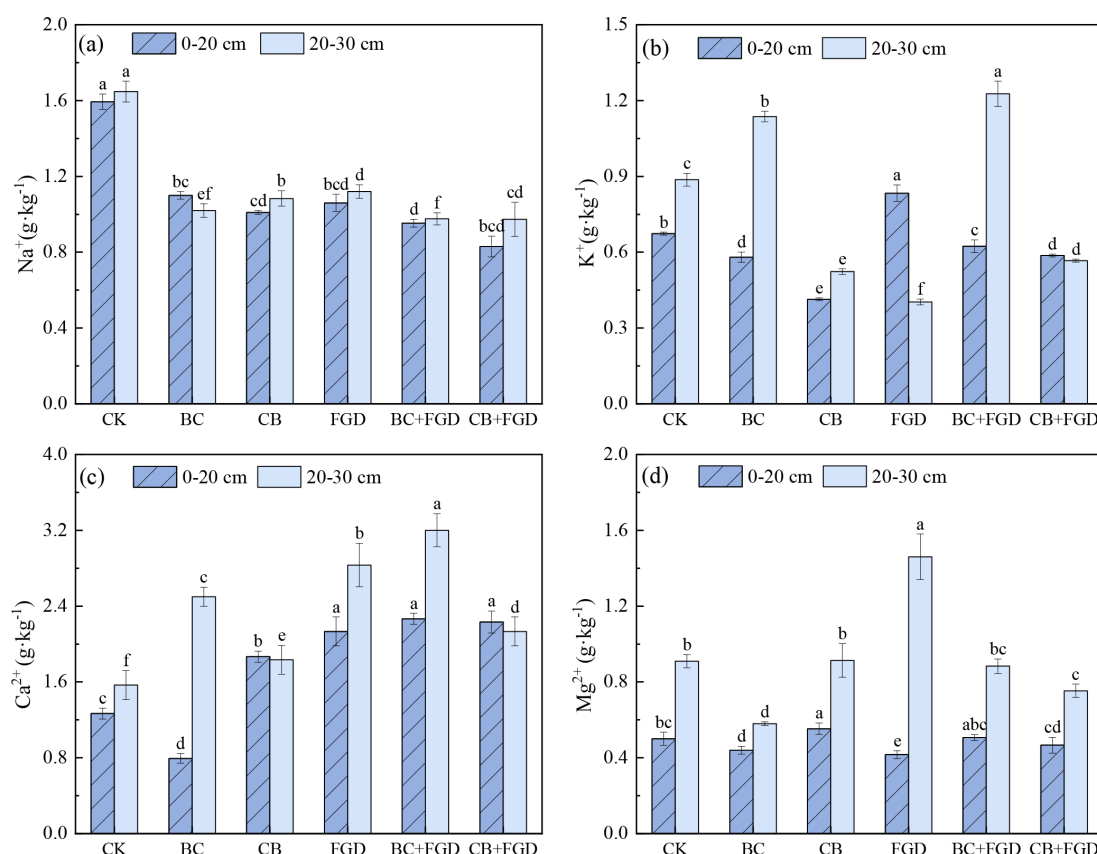 (a) 0-20 cm 20-30 cm
Na⁺(g·kg⁻¹)
2.0
1.6
1.2
0.8
0.4
0.0
a a bc ef cd b bcd d d f bcd cd
CK BC CB FGD BC+FGD CB+FGD
(b) 0-20 cm 20-30 cm
K⁺(g·kg⁻¹)
1.5
1.2
0.9
0.6
0.3
0.0
b c d b e e a f c a d d
CK BC CB FGD BC+FGD CB+FGD
(c) 0-20 cm 20-30 cm
Ca²⁺(g·kg⁻¹)
4.0
3.2
2.4
1.6
0.8
0.0
c f d c b e a b a a a d
CK BC CB FGD BC+FGD CB+FGD
(d) 0-20 cm 20-30 cm
Mg²⁺(g·kg⁻¹)
2.0
1.6
1.2
0.8
0.4
0.0
bc b d d a b e a abc b cd c
CK BC CB FGD BC+FGD CB+FGD